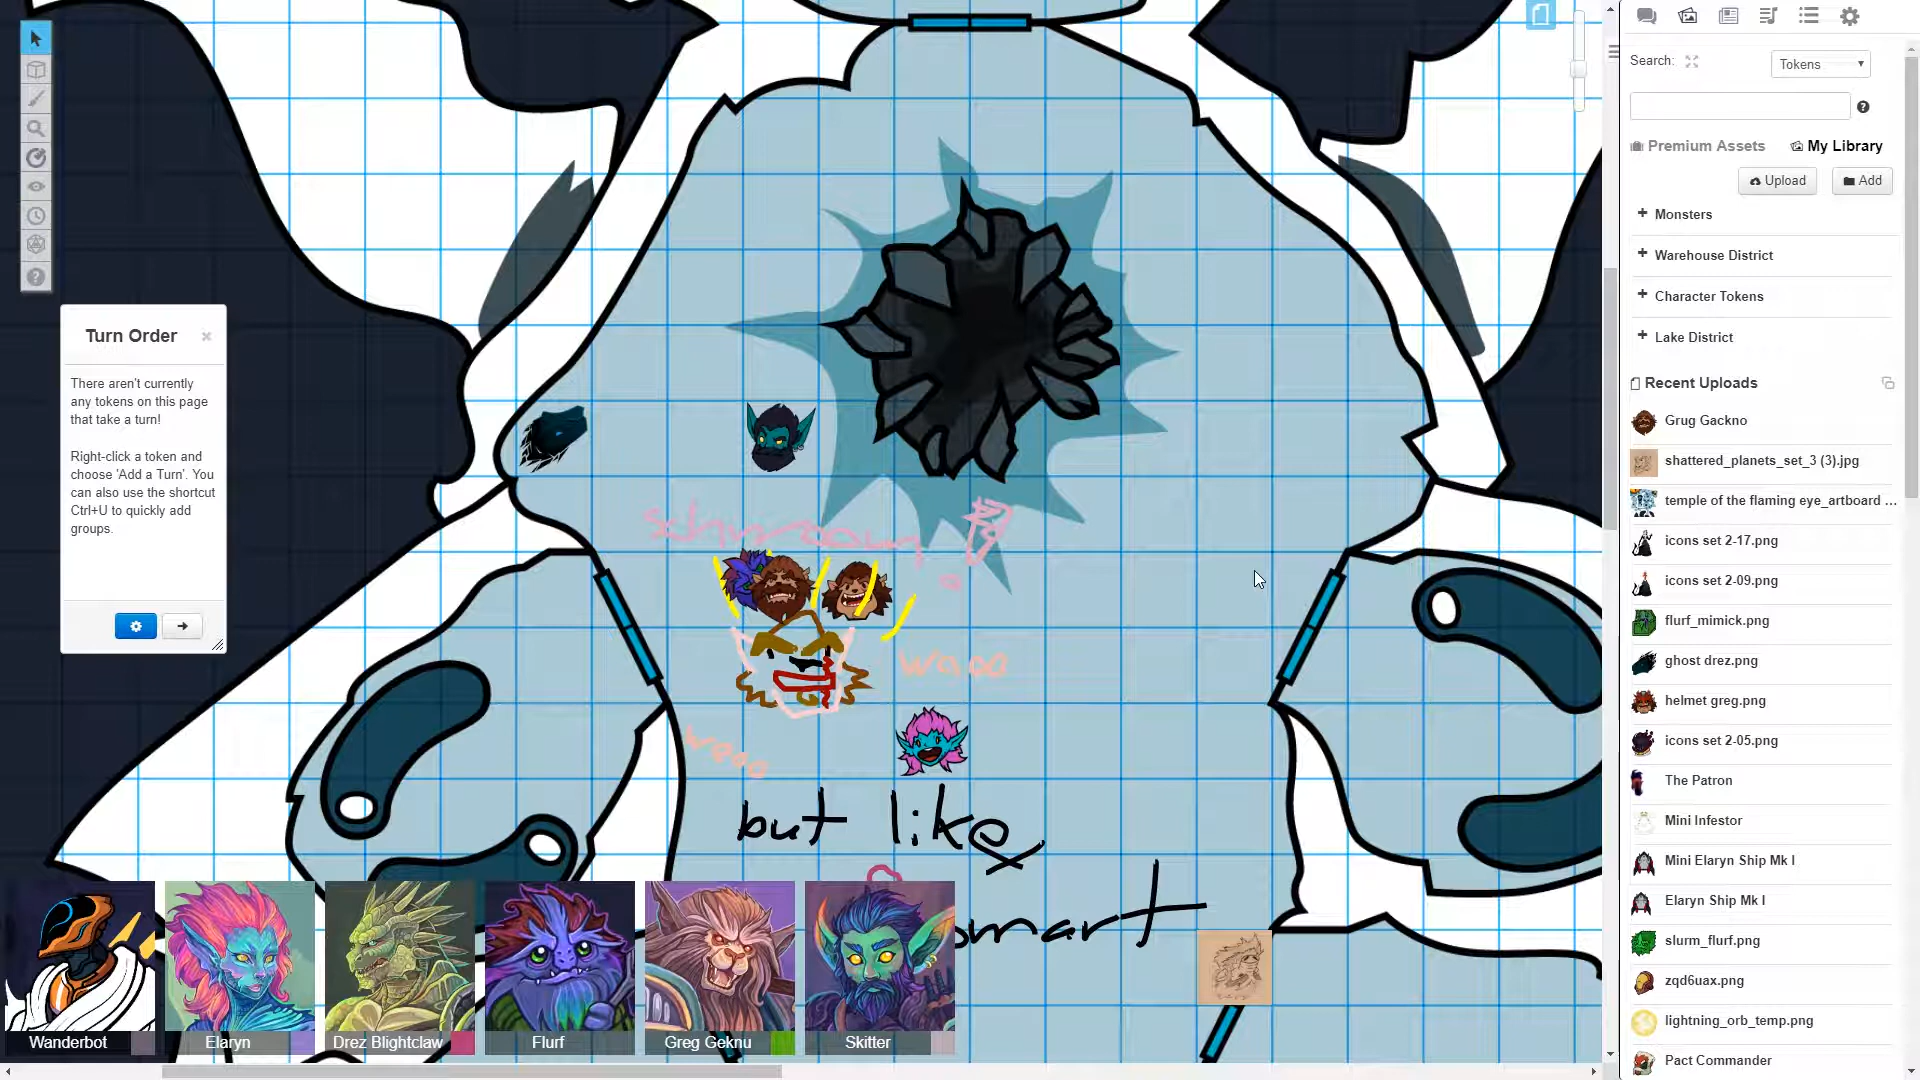 Search:
Tokens
Premium Assets
My Library
Upload
Add
Monsters
Warehouse District
Character Tokens
Lake District
Recent Uploads
Grug Gackno
shattered_planets_set_3 (3).jpg
temple of the flaming eye_artboard ...
icons set 2-17.png
icons set 2-09.png
flurf_mimick.png
ghost drez.png
helmet greg.png
icons set 2-05.png
The Patron
Mini Infestor
Mini Elaryn Ship Mk I
Elaryn Ship Mk I
slurm_flurf.png
zqd6uax.png
lightning_orb_temp.png
Pact Commander
Turn Order
There aren't currently
any tokens on this page
that take a turn!
Right-click a token and
choose 'Add a Turn'. You
can also use the shortcut
Ctrl+U to quickly add
groups.
wooo
but like
Wanderbot
Elaryn
Drez Blightclaw
Flurf
Greg Geknu
Skitter